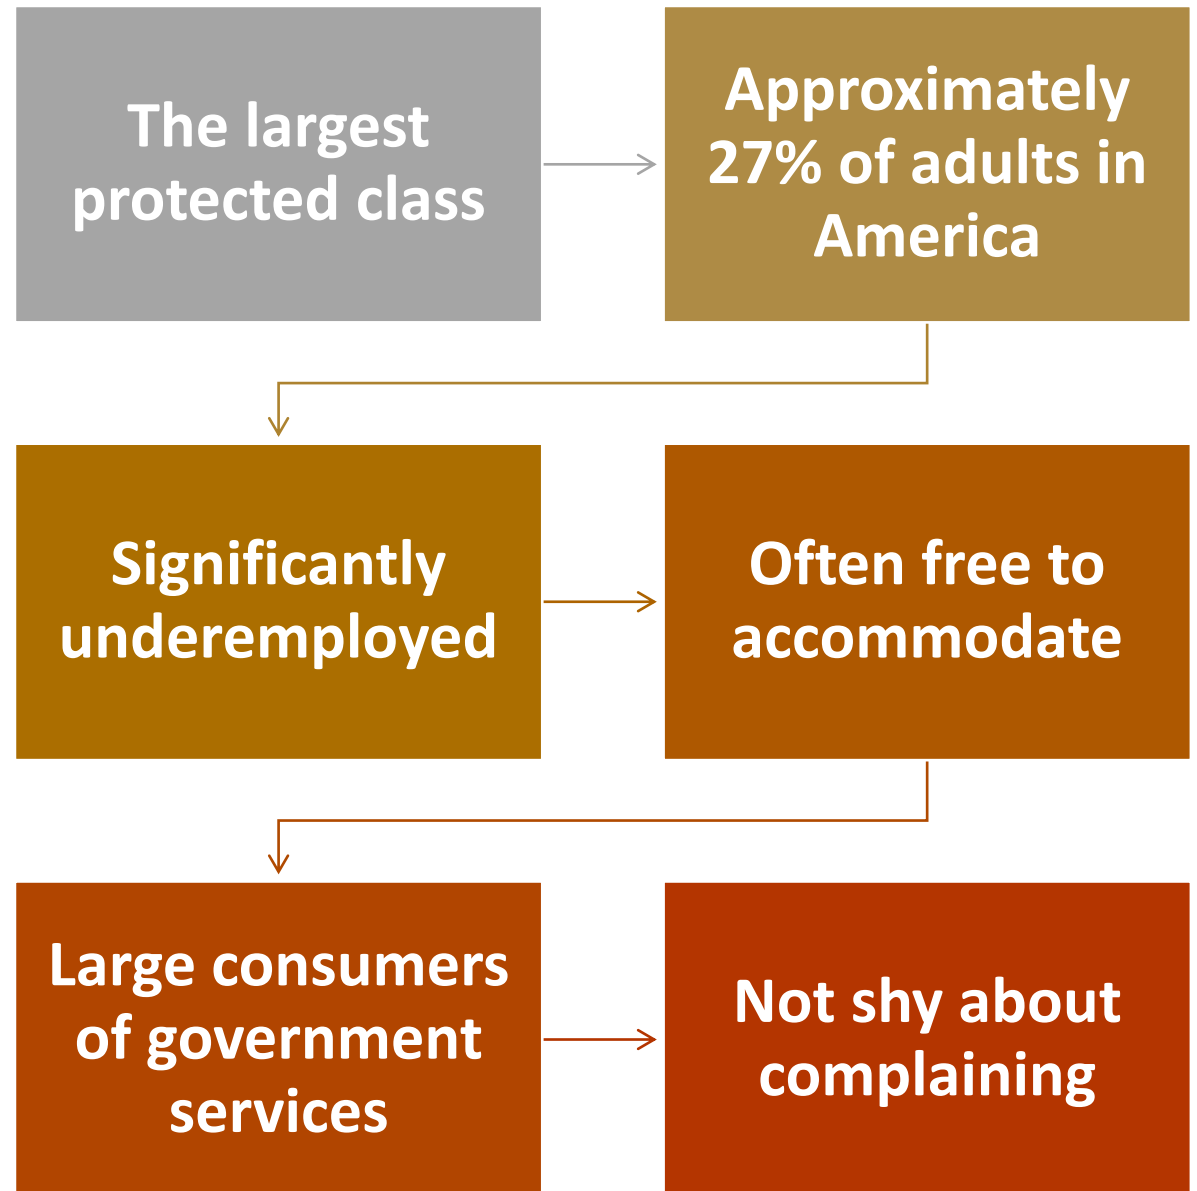 The largest
protected class
Approximately
27% of adults in
America
Significantly
underemployed
Often free to
accommodate
Large consumers
of government
services
Not shy about
complaining